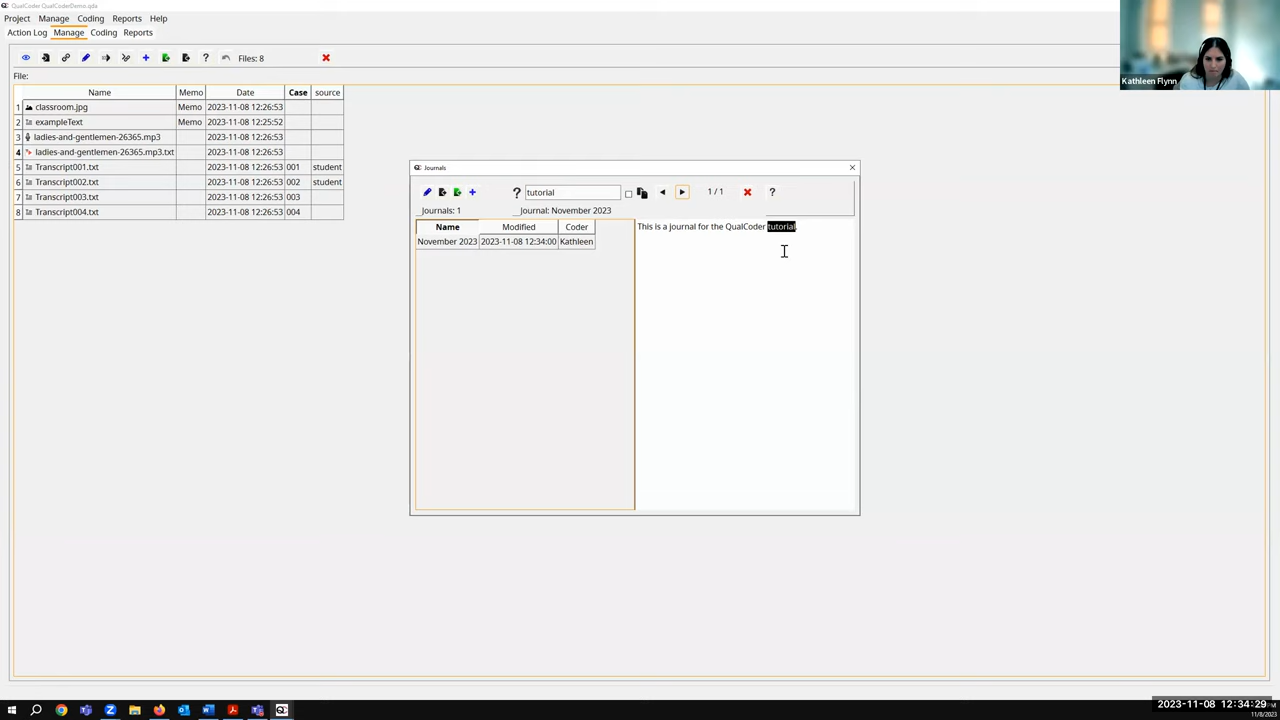 QualCoder QualCoderDemo.qda
Project Manage Coding Reports Help
Action Log Manage Coding Reports
Files: 8
File:
Name Memo Date Case source
1 classroom.jpg Memo 2023-11-08 12:26:53
2 exampleText Memo 2023-11-08 12:25:52
3 ladies-and-gentlemen-26365.mp3 2023-11-08 12:26:53
4 ladies-and-gentlemen-26365.mp3.txt 2023-11-08 12:26:53
5 Transcript001.txt 2023-11-08 12:26:53 001 student
6 Transcript002.txt 2023-11-08 12:26:53 002 student
7 Transcript003.txt 2023-11-08 12:26:53 003
8 Transcript004.txt 2023-11-08 12:26:53 004
Journals
? tutorial 1 / 1 ?
Journals: 1 Journal: November 2023
Name Modified Coder
November 2023 2023-11-08 12:34:00 Kathleen
This is a journal for the QualCoder tutorial.
Kathleen Flynn
2023-11-08 12:34:29
11/8/2023